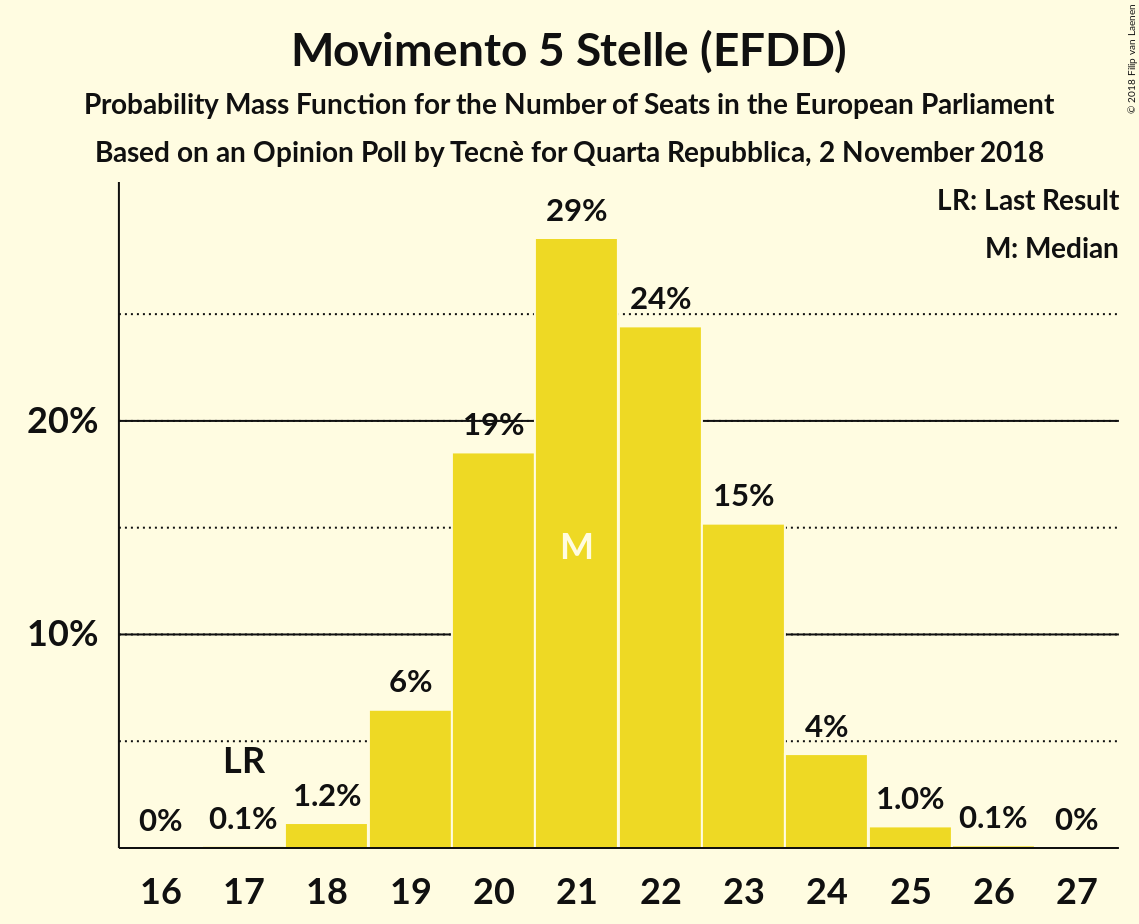 Movimento 5 Stelle (EFDD)
Probability Mass Function for the Number of Seats in the European Parliament
Based on an Opinion Poll by Tecnè for Quarta Repubblica, 2 November 2018
© 2018 Filip van Laenen
LR: Last Result
M: Median
29%
24%
20%
19%
15%
M
10%
6%
4%
LR
1.2%
1.0%
0%
0.1%
0.1%
0%
16 17 18 19 20 21 22 23 24 25 26 27